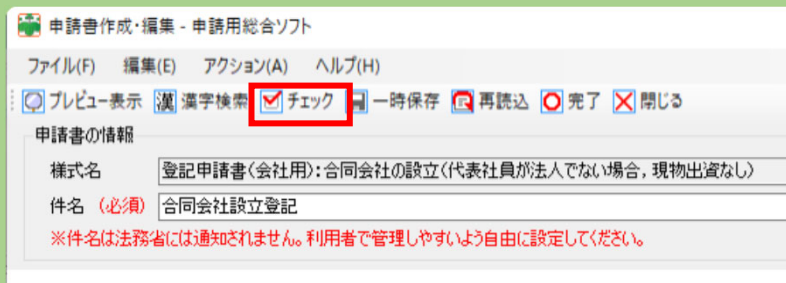 申請書作成・編集 - 申請用総合ソフト
ファイル(F) 編集(E) アクション(A) ヘルプ(H)
プレビュー表示 漢 漢字検索 チェック 一時保存 再読込 完了 閉じる
申請書の情報
様式名 登記申請書(会社用):合同会社の設立(代表社員が法人でない場合,現物出資なし)
件名 (必須) 合同会社設立登記
※件名は法務省には通知されません。利用者で管理しやすいよう自由に設定してください。